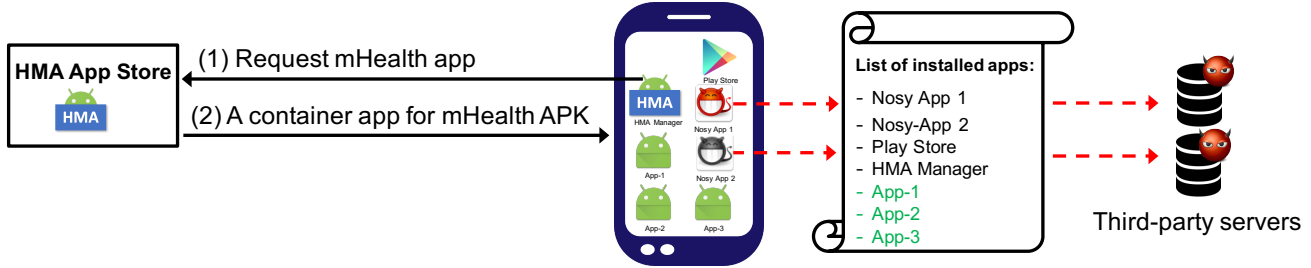 HMA App Store
HMA
(1) Request mHealth app
(2) A container app for mHealth APK
Play Store
HMA
HMA Manager
Nosy App 1
App-1
Nosy App 2
App-2
App-3
List of installed apps:
- Nosy App 1
- Nosy-App 2
- Play Store
- HMA Manager
- App-1
- App-2
- App-3
Third-party servers